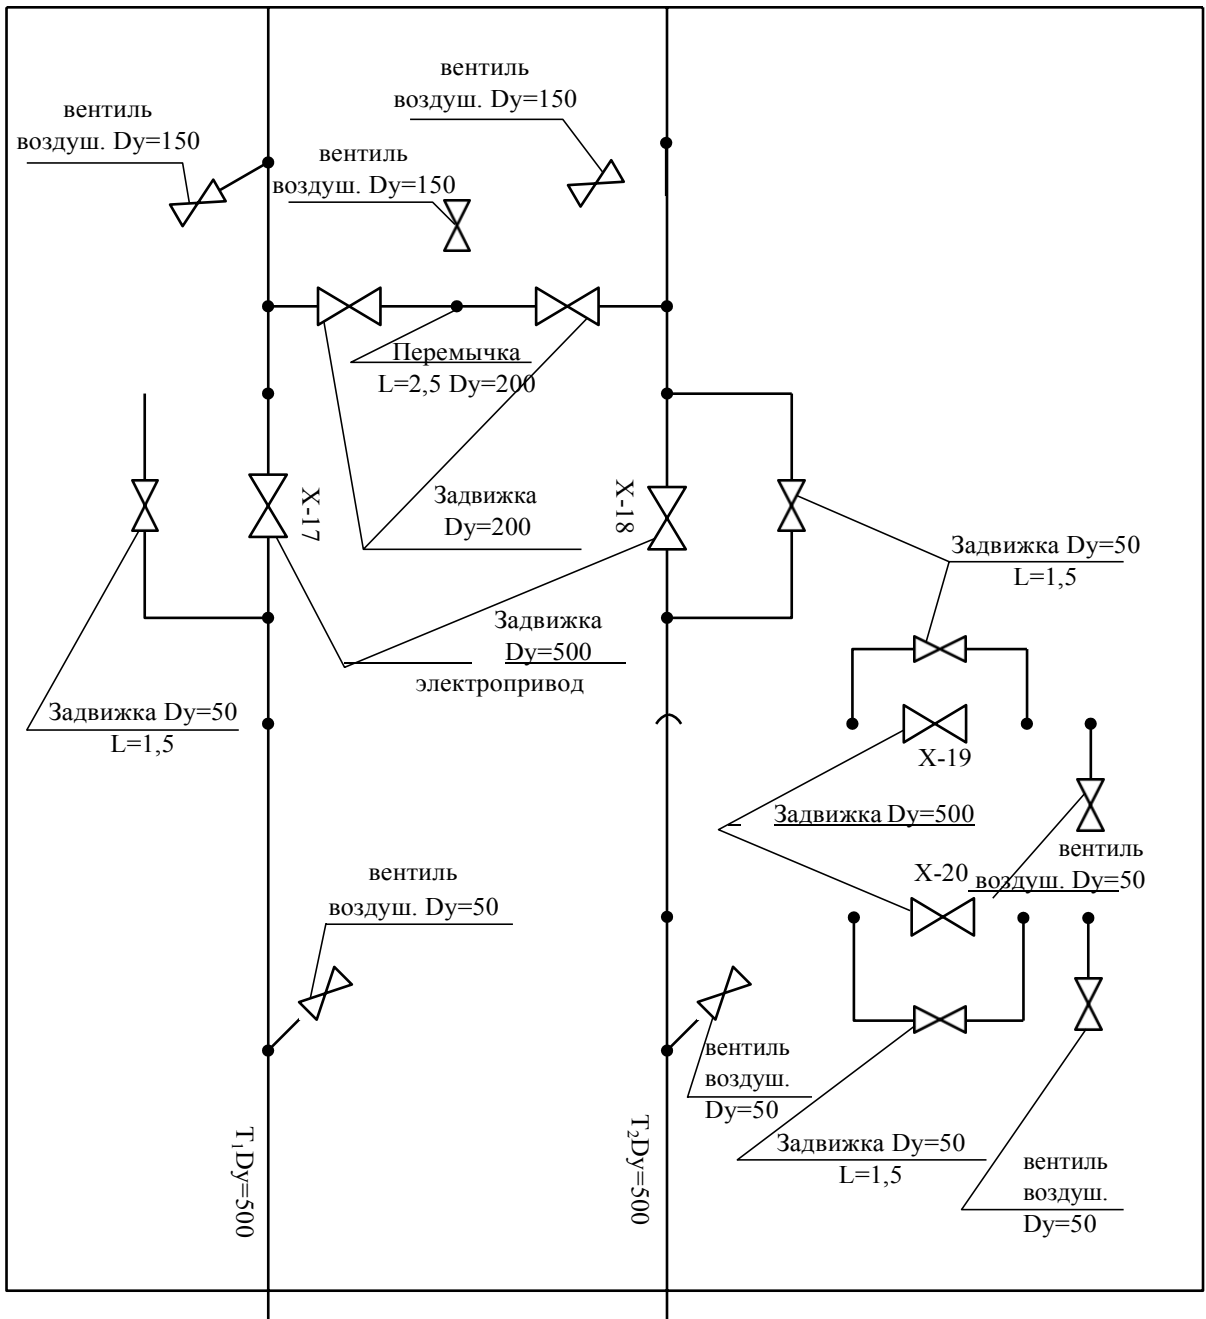 вентиль
воздуш. Dy=150
вентиль
воздуш. Dy=150
вентиль
воздуш. Dy=150
Перемычка
L=2,5 Dy=200
Х-17
Х-18
Задвижка
Dy=200
Задвижка Dy=50
L=1,5
Задвижка
Dy=500
электропривод
Задвижка Dy=50
L=1,5
Х-19
Задвижка Dy=500
вентиль
воздуш. Dy=50
Х-20
вентиль
воздуш. Dy=50
вентиль
воздуш.
Dy=50
T₁Dy=500
T₂Dy=500
Задвижка Dy=50
L=1,5
вентиль
воздуш.
Dy=50